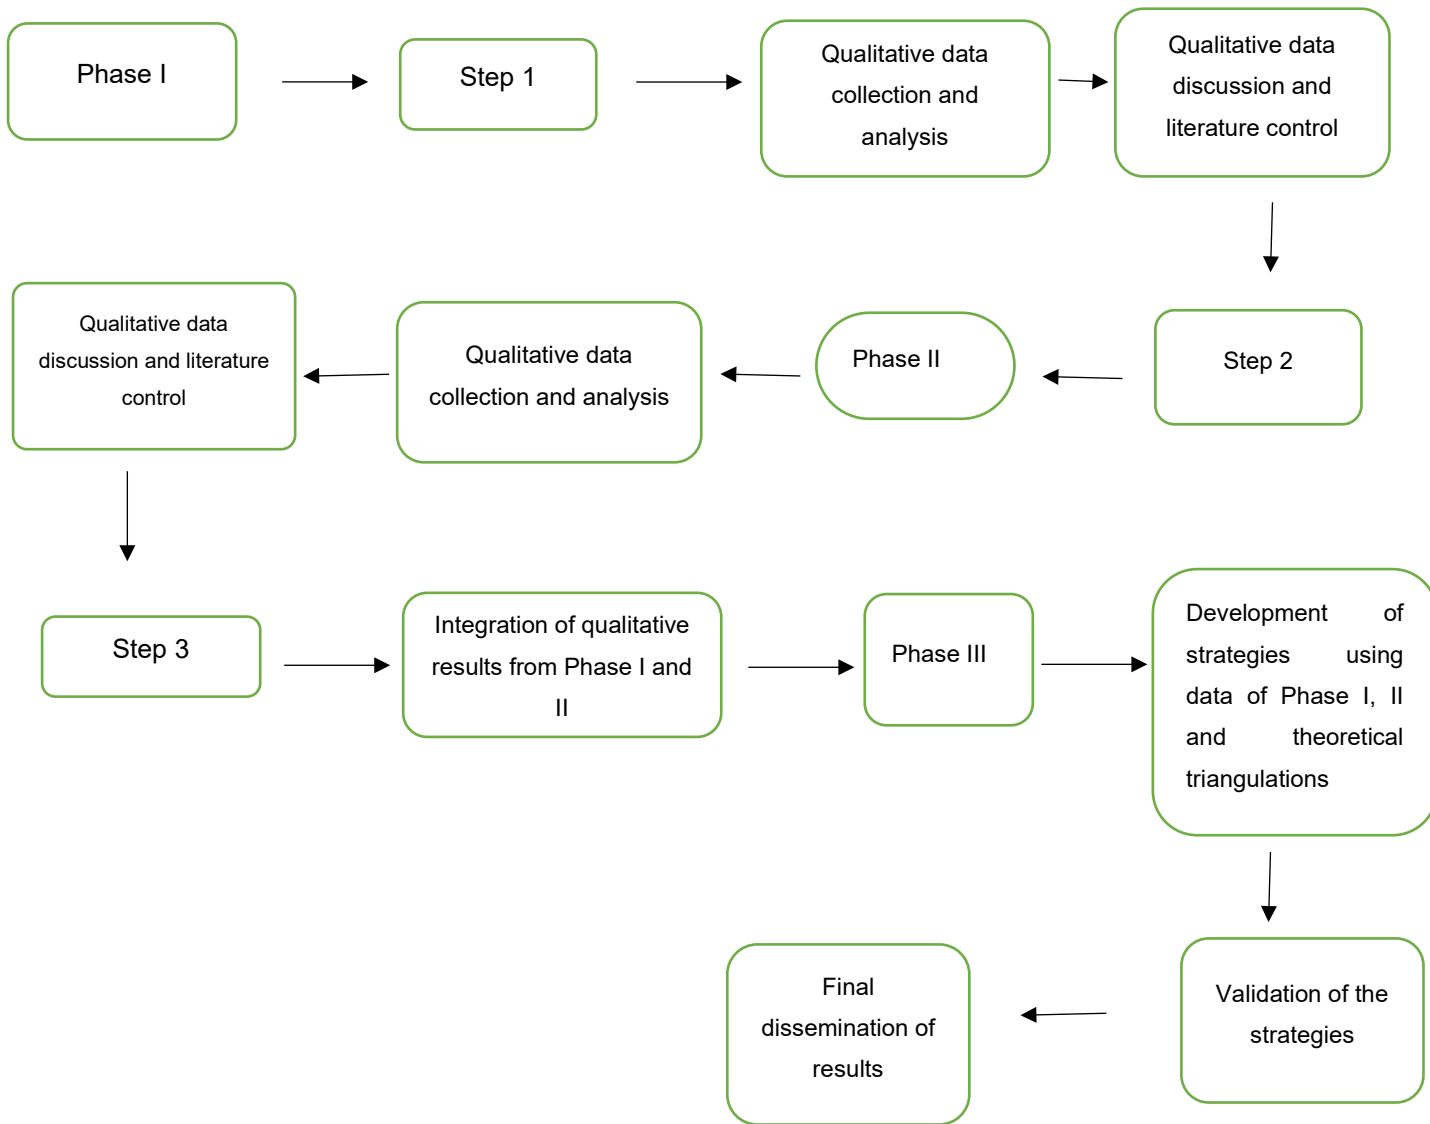 Phase I
Step 1
Qualitative data
collection and
analysis
Qualitative data
discussion and
literature control
Step 2
Phase II
Qualitative data
collection and analysis
Qualitative data
discussion and literature
control
Step 3
Integration of qualitative
results from Phase I and
II
Phase III
Development of
strategies using
data of Phase I, II
and theoretical
triangulations
Validation of the
strategies
Final
dissemination of
results